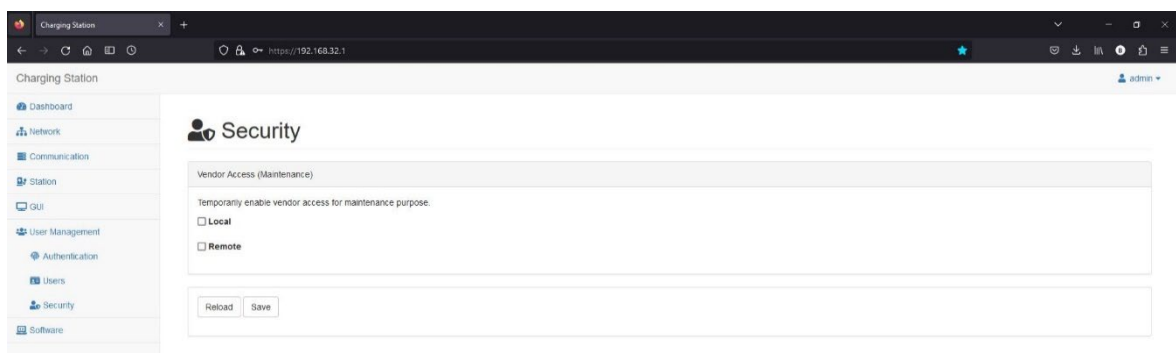 Charging Station
https://192.168.32.1
Charging Station
admin
Dashboard
Network
Communication
Station
GUI
User Management
Authentication
Users
Security
Software
Security
Vendor Access (Maintenance)
Temporarily enable vendor access for maintenance purpose.
Local
Remote
Reload Save